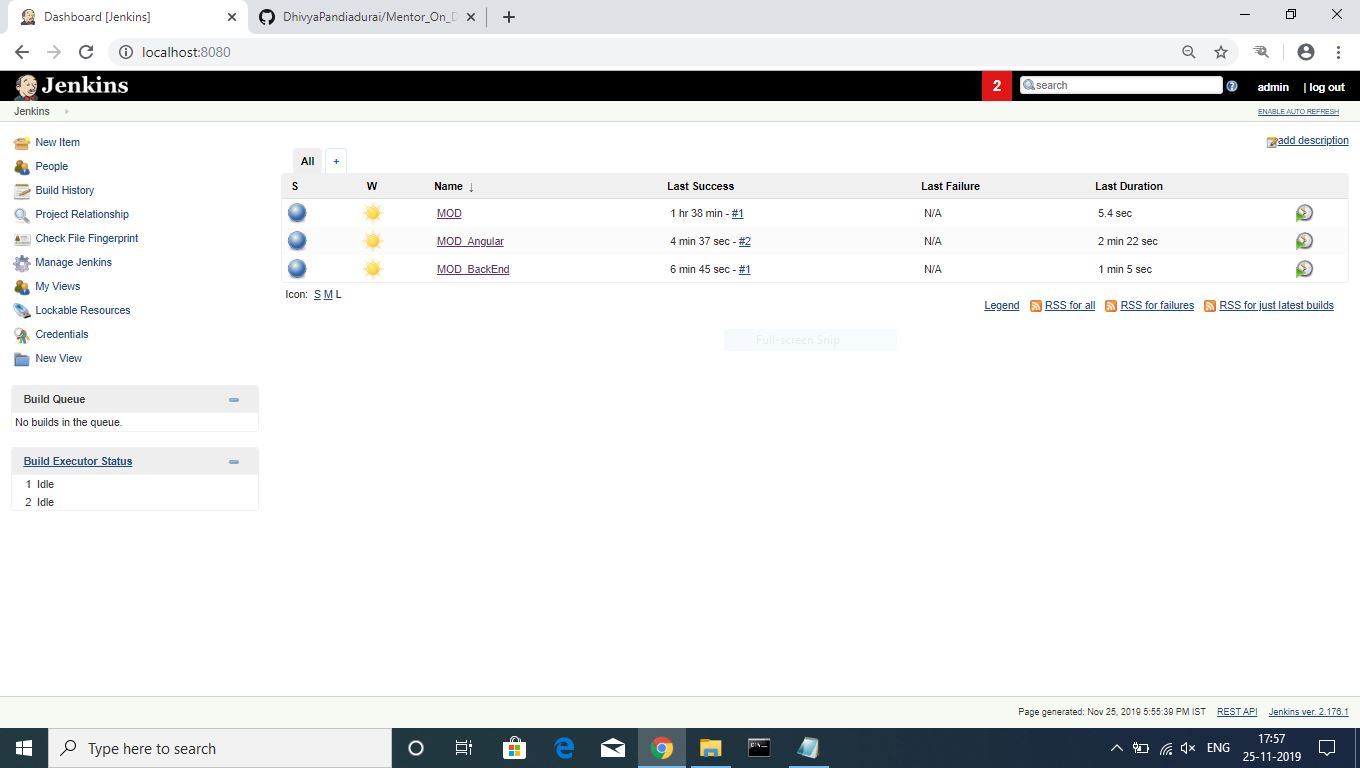 Dashboard [Jenkins]
DhivyaPandiadurai/Mentor_On_D
localhost:8080
Jenkins
2
search
admin
| log out
Jenkins
ENABLE AUTO REFRESH
New Item
People
Build History
Project Relationship
Check File Fingerprint
Manage Jenkins
My Views
Lockable Resources
Credentials
New View
Build Queue
No builds in the queue.
Build Executor Status
1 Idle
2 Idle
add description
All +
S W Name ↓ Last Success Last Failure Last Duration
MOD 1 hr 38 min - #1 N/A 5.4 sec
MOD_Angular 4 min 37 sec - #2 N/A 2 min 22 sec
MOD_BackEnd 6 min 45 sec - #1 N/A 1 min 5 sec
Icon: S M L
Legend RSS for all RSS for failures RSS for just latest builds
Full-screen Snip
Page generated: Nov 25, 2019 5:55:39 PM IST REST API Jenkins ver. 2.176.1
Type here to search
ENG
17:57
25-11-2019